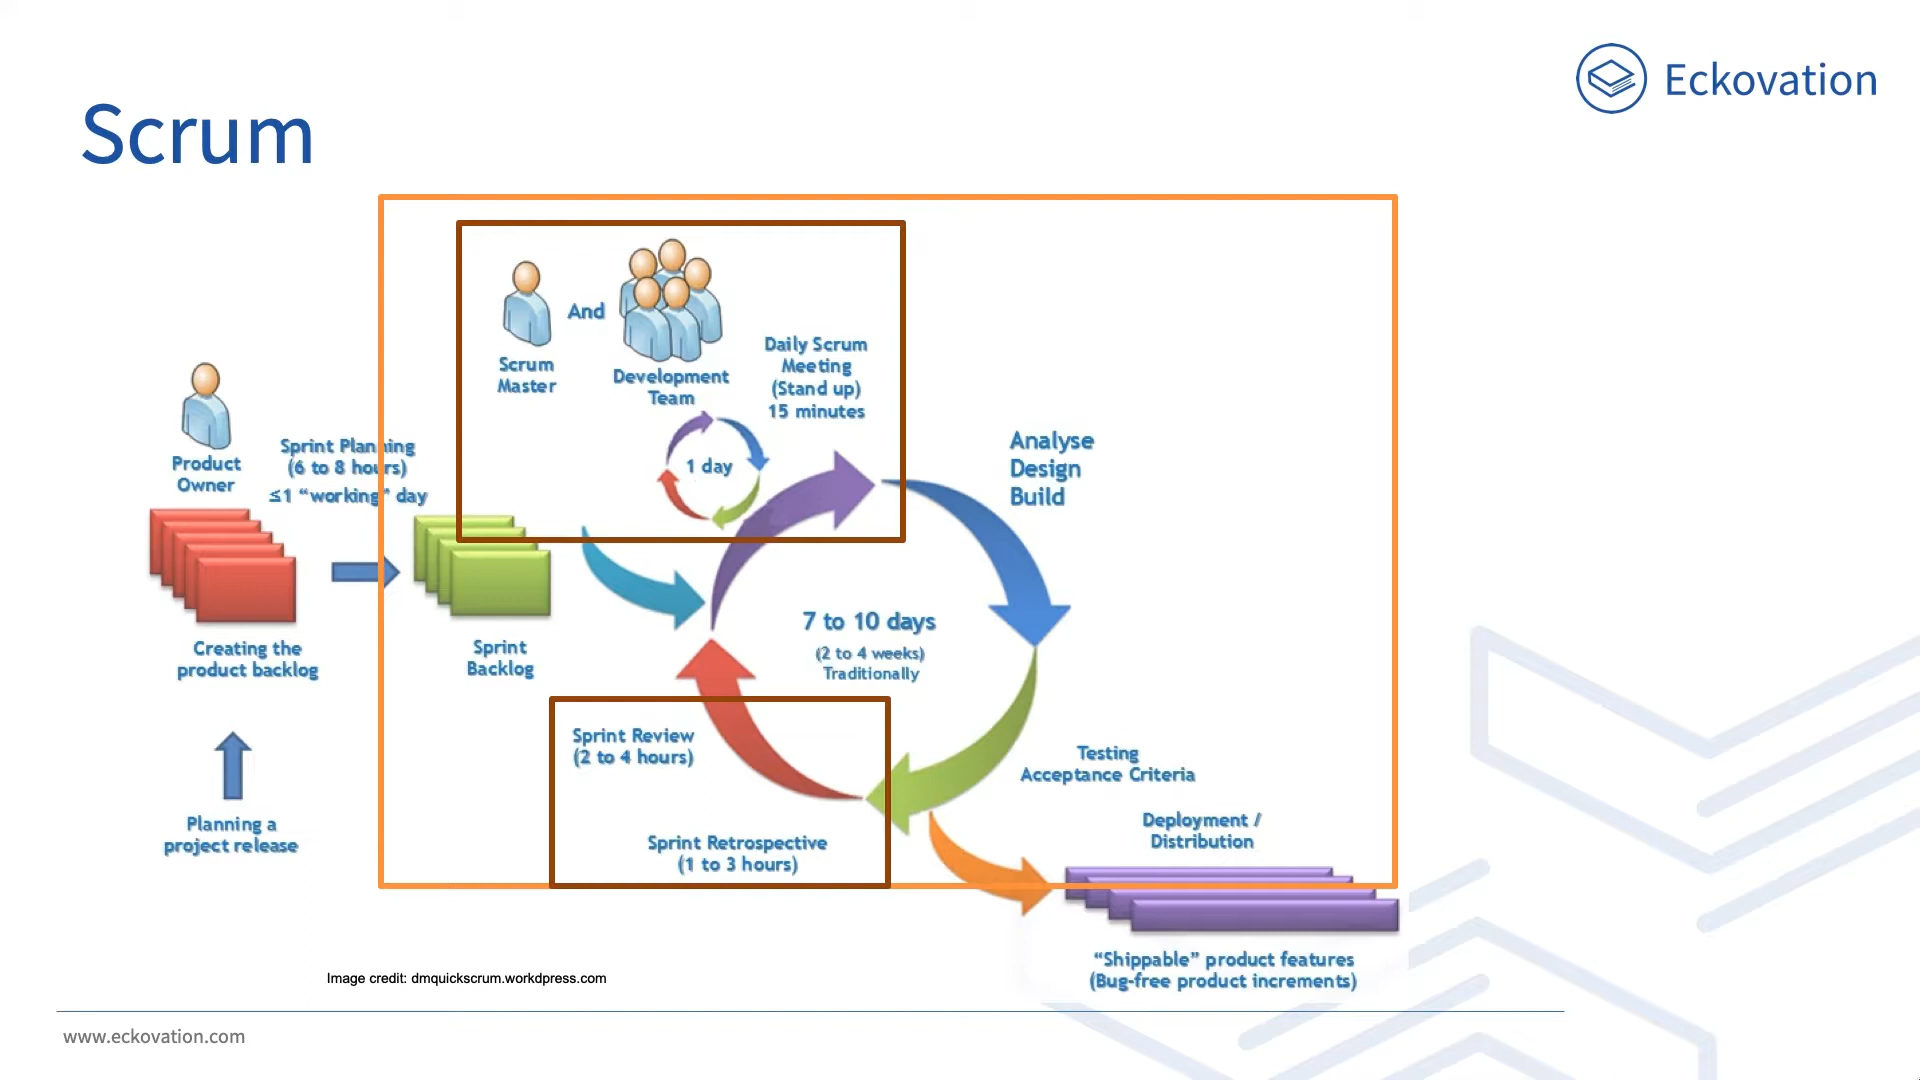 Eckovation
Scrum
And
Scrum
Master
Development
Team
Daily Scrum
Meeting
(Stand up)
15 minutes
1 day
Product
Owner
Sprint Planning
(6 to 8 hours)
≤1 “working” day
Analyse
Design
Build
Creating the
product backlog
Sprint
Backlog
7 to 10 days
(2 to 4 weeks)
Traditionally
Sprint Review
(2 to 4 hours)
Testing
Acceptance Criteria
Planning a
project release
Sprint Retrospective
(1 to 3 hours)
Deployment /
Distribution
“Shippable” product features
(Bug-free product increments)
Image credit: dmquickscrum.workdpress.com
www.eckovation.com